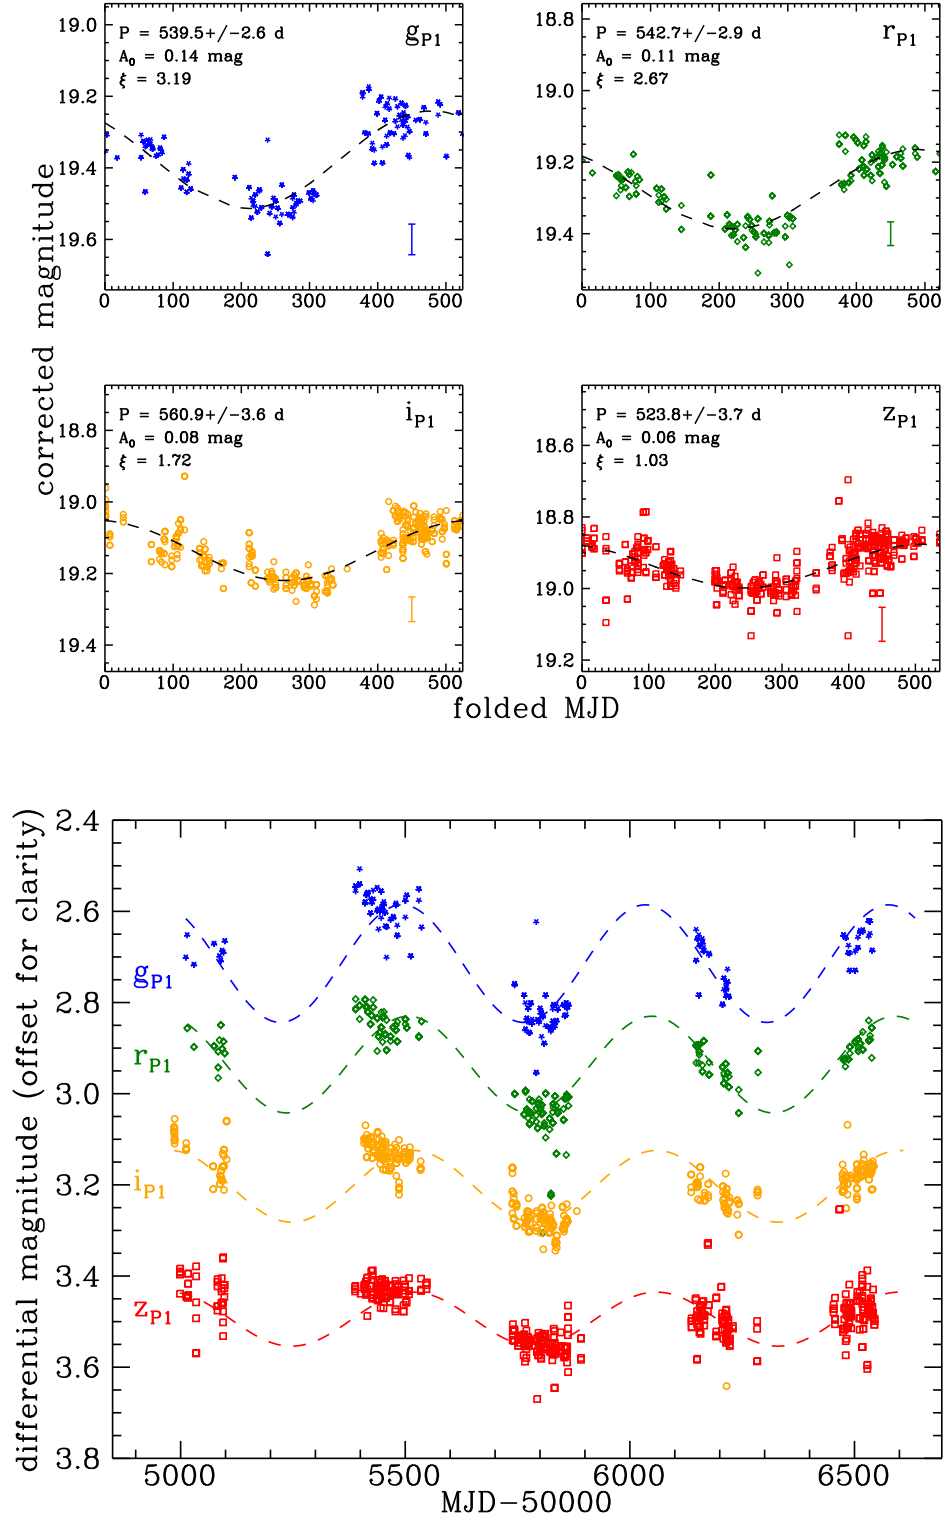 corrected magnitude
P = 539.5+/-2.6 d
A0 = 0.14 mag
ξ = 3.19
gP1
19.0
19.2
19.4
19.6
0 100 200 300 400 500
P = 542.7+/-2.9 d
A0 = 0.11 mag
ξ = 2.67
rP1
18.8
19.0
19.2
19.4
0 100 200 300 400 500
P = 560.9+/-3.6 d
A0 = 0.08 mag
ξ = 1.72
iP1
18.8
19.0
19.2
19.4
0 100 200 300 400 500
P = 523.8+/-3.7 d
A0 = 0.06 mag
ξ = 1.03
zP1
18.6
18.8
19.0
19.2
0 100 200 300 400 500
folded MJD
differential magnitude (offset for clarity)
2.4
2.6
2.8
3.0
3.2
3.4
3.6
3.8
gP1
rP1
iP1
zP1
5000 5500 6000 6500
MJD-50000